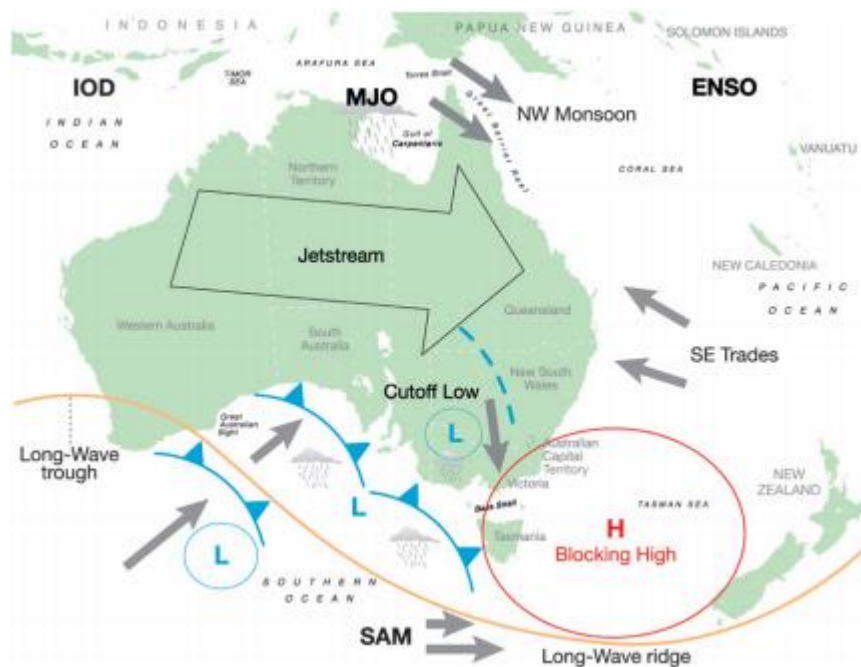 INDONESIA
PAPUA NEW GUINEA
SOLOMON ISLANDS
ARAFURA SEA
TIMOR
SEA
Torres Strait
IOD
MJO
ENSO
INDIAN
OCEAN
NW Monsoon
Great Barrier Reef
Gulf of
Carpentaria
VANUATU
CORAL SEA
Northern
Territory
Jetstream
NEW CALEDONIA
PACIFIC
OCEAN
Queensland
Western Australia
South
Australia
SE Trades
New South
Wales
Cutoff Low
Great
Australian
Bight
L
Long-Wave
trough
Australian
Capital
Territory
Victoria
NEW
ZEALAND
L
Bass Strait
TASMAN SEA
H
Blocking High
Tasmania
L
SOUTHERN
OCEAN
SAM
Long-Wave ridge